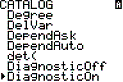 CATALOG
Degree
DelVar
DependAsk
DependAuto
det(
DiagnosticOff
▶DiagnosticOn